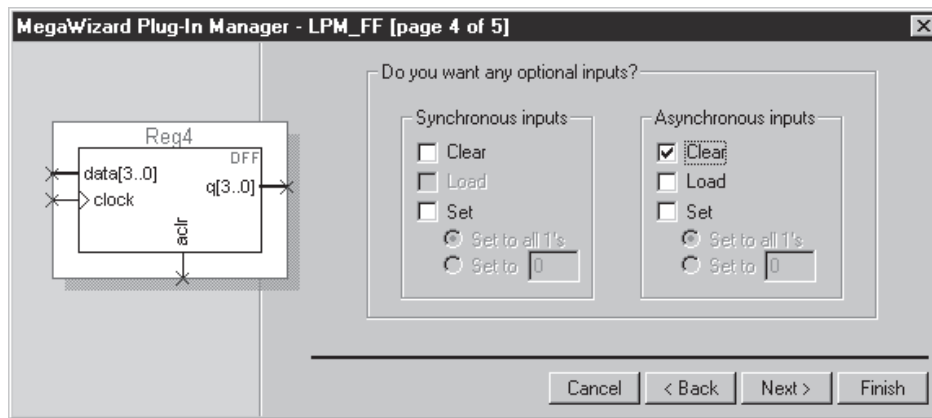 MegaWizard Plug-In Manager - LPM_FF [page 4 of 5]
Reg4
DFF
data[3..0]
q[3..0]
clock
aclr
Do you want any optional inputs?
Synchronous inputs
Clear
Load
Set
Set to all 1's
Set to 0
Asynchronous inputs
Clear
Load
Set
Set to all 1's
Set to 0
Cancel
< Back
Next >
Finish